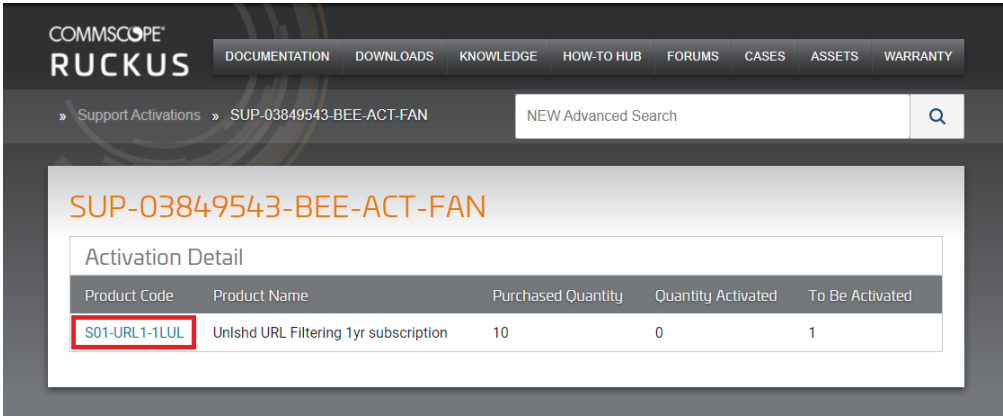 COMMSCOPE®
RUCKUS
DOCUMENTATION DOWNLOADS KNOWLEDGE HOW-TO HUB FORUMS CASES ASSETS WARRANTY
» Support Activations » SUP-03849543-BEE-ACT-FAN
NEW Advanced Search
SUP-03849543-BEE-ACT-FAN
Activation Detail
Product Code Product Name Purchased Quantity Quantity Activated To Be Activated
S01-URL1-1LUL Unlshd URL Filtering 1yr subscription 10 0 1